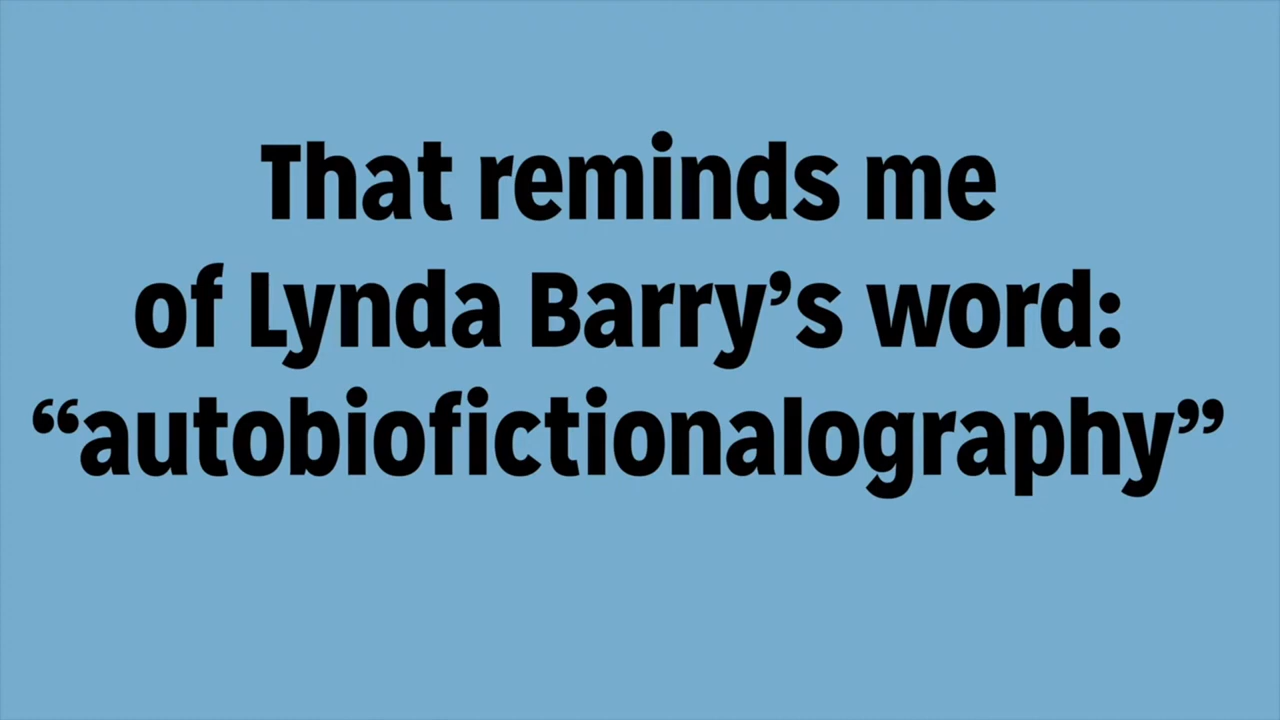 That reminds me
of Lynda Barry’s word:
“autobiofictionalography”